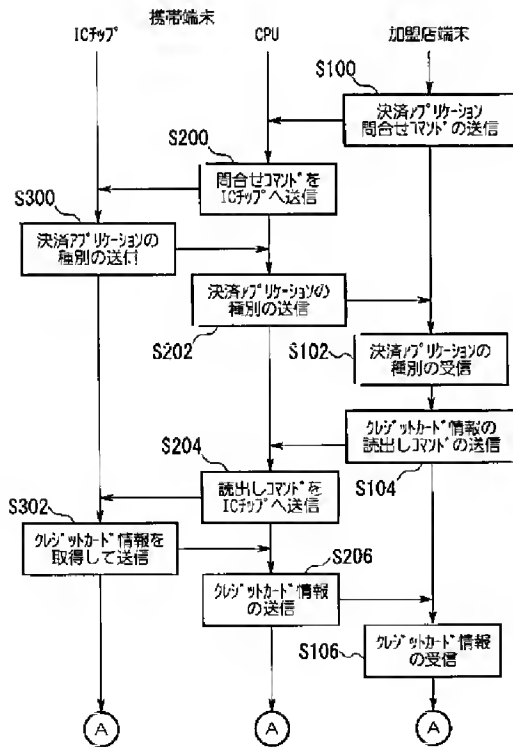 携帯端末
ICﾁｯﾌﾟ
CPU
加盟店端末
S100
決済ｱﾌﾟﾘｹｰｼｮﾝ
問合せｺﾏﾝﾄﾞの送信
S200
問合せｺﾏﾝﾄﾞを
ICﾁｯﾌﾟへ送信
S300
決済ｱﾌﾟﾘｹｰｼｮﾝの
種別の送付
決済ｱﾌﾟﾘｹｰｼｮﾝの
種別の送信
S202
S102
決済ｱﾌﾟﾘｹｰｼｮﾝの
種別の受信
ｸﾚｼﾞｯﾄｶｰﾄﾞ情報の
読出しｺﾏﾝﾄﾞの送信
S104
S204
読出しｺﾏﾝﾄﾞを
ICﾁｯﾌﾟへ送信
S302
ｸﾚｼﾞｯﾄｶｰﾄﾞ情報を
取得して送信
S206
ｸﾚｼﾞｯﾄｶｰﾄﾞ情報
の送信
S106
ｸﾚｼﾞｯﾄｶｰﾄﾞ情報
の受信
A
A
A